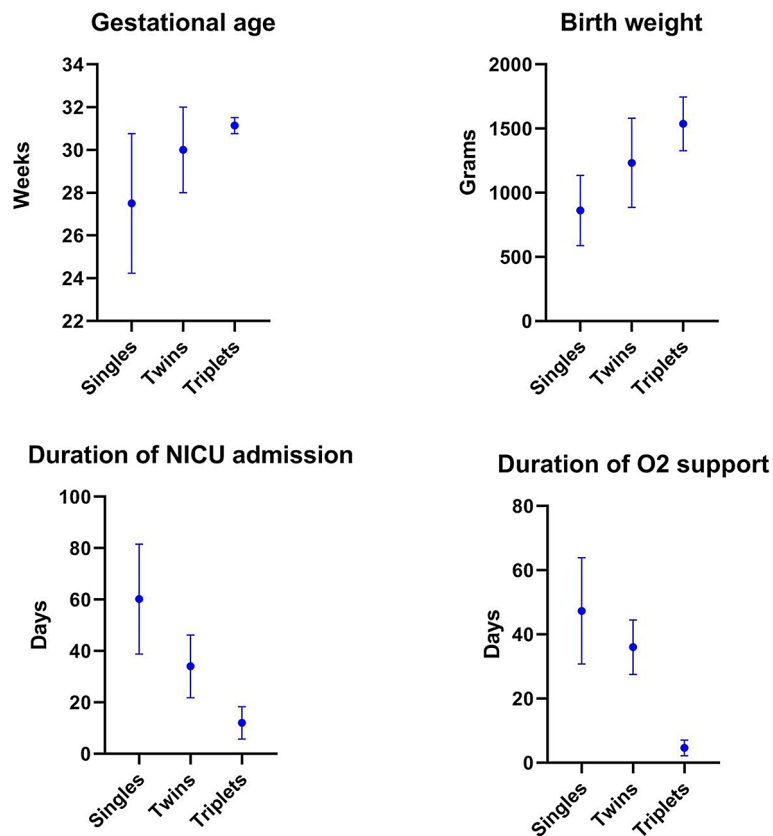 Gestational age
34
32
30
28
26
24
22
Weeks
Singles
Twins
Triplets
Birth weight
2000
1500
1000
500
0
Grams
Singles
Twins
Triplets
Duration of NICU admission
100
80
60
40
20
0
Days
Singles
Twins
Triplets
Duration of O2 support
80
60
40
20
0
Days
Singles
Twins
Triplets